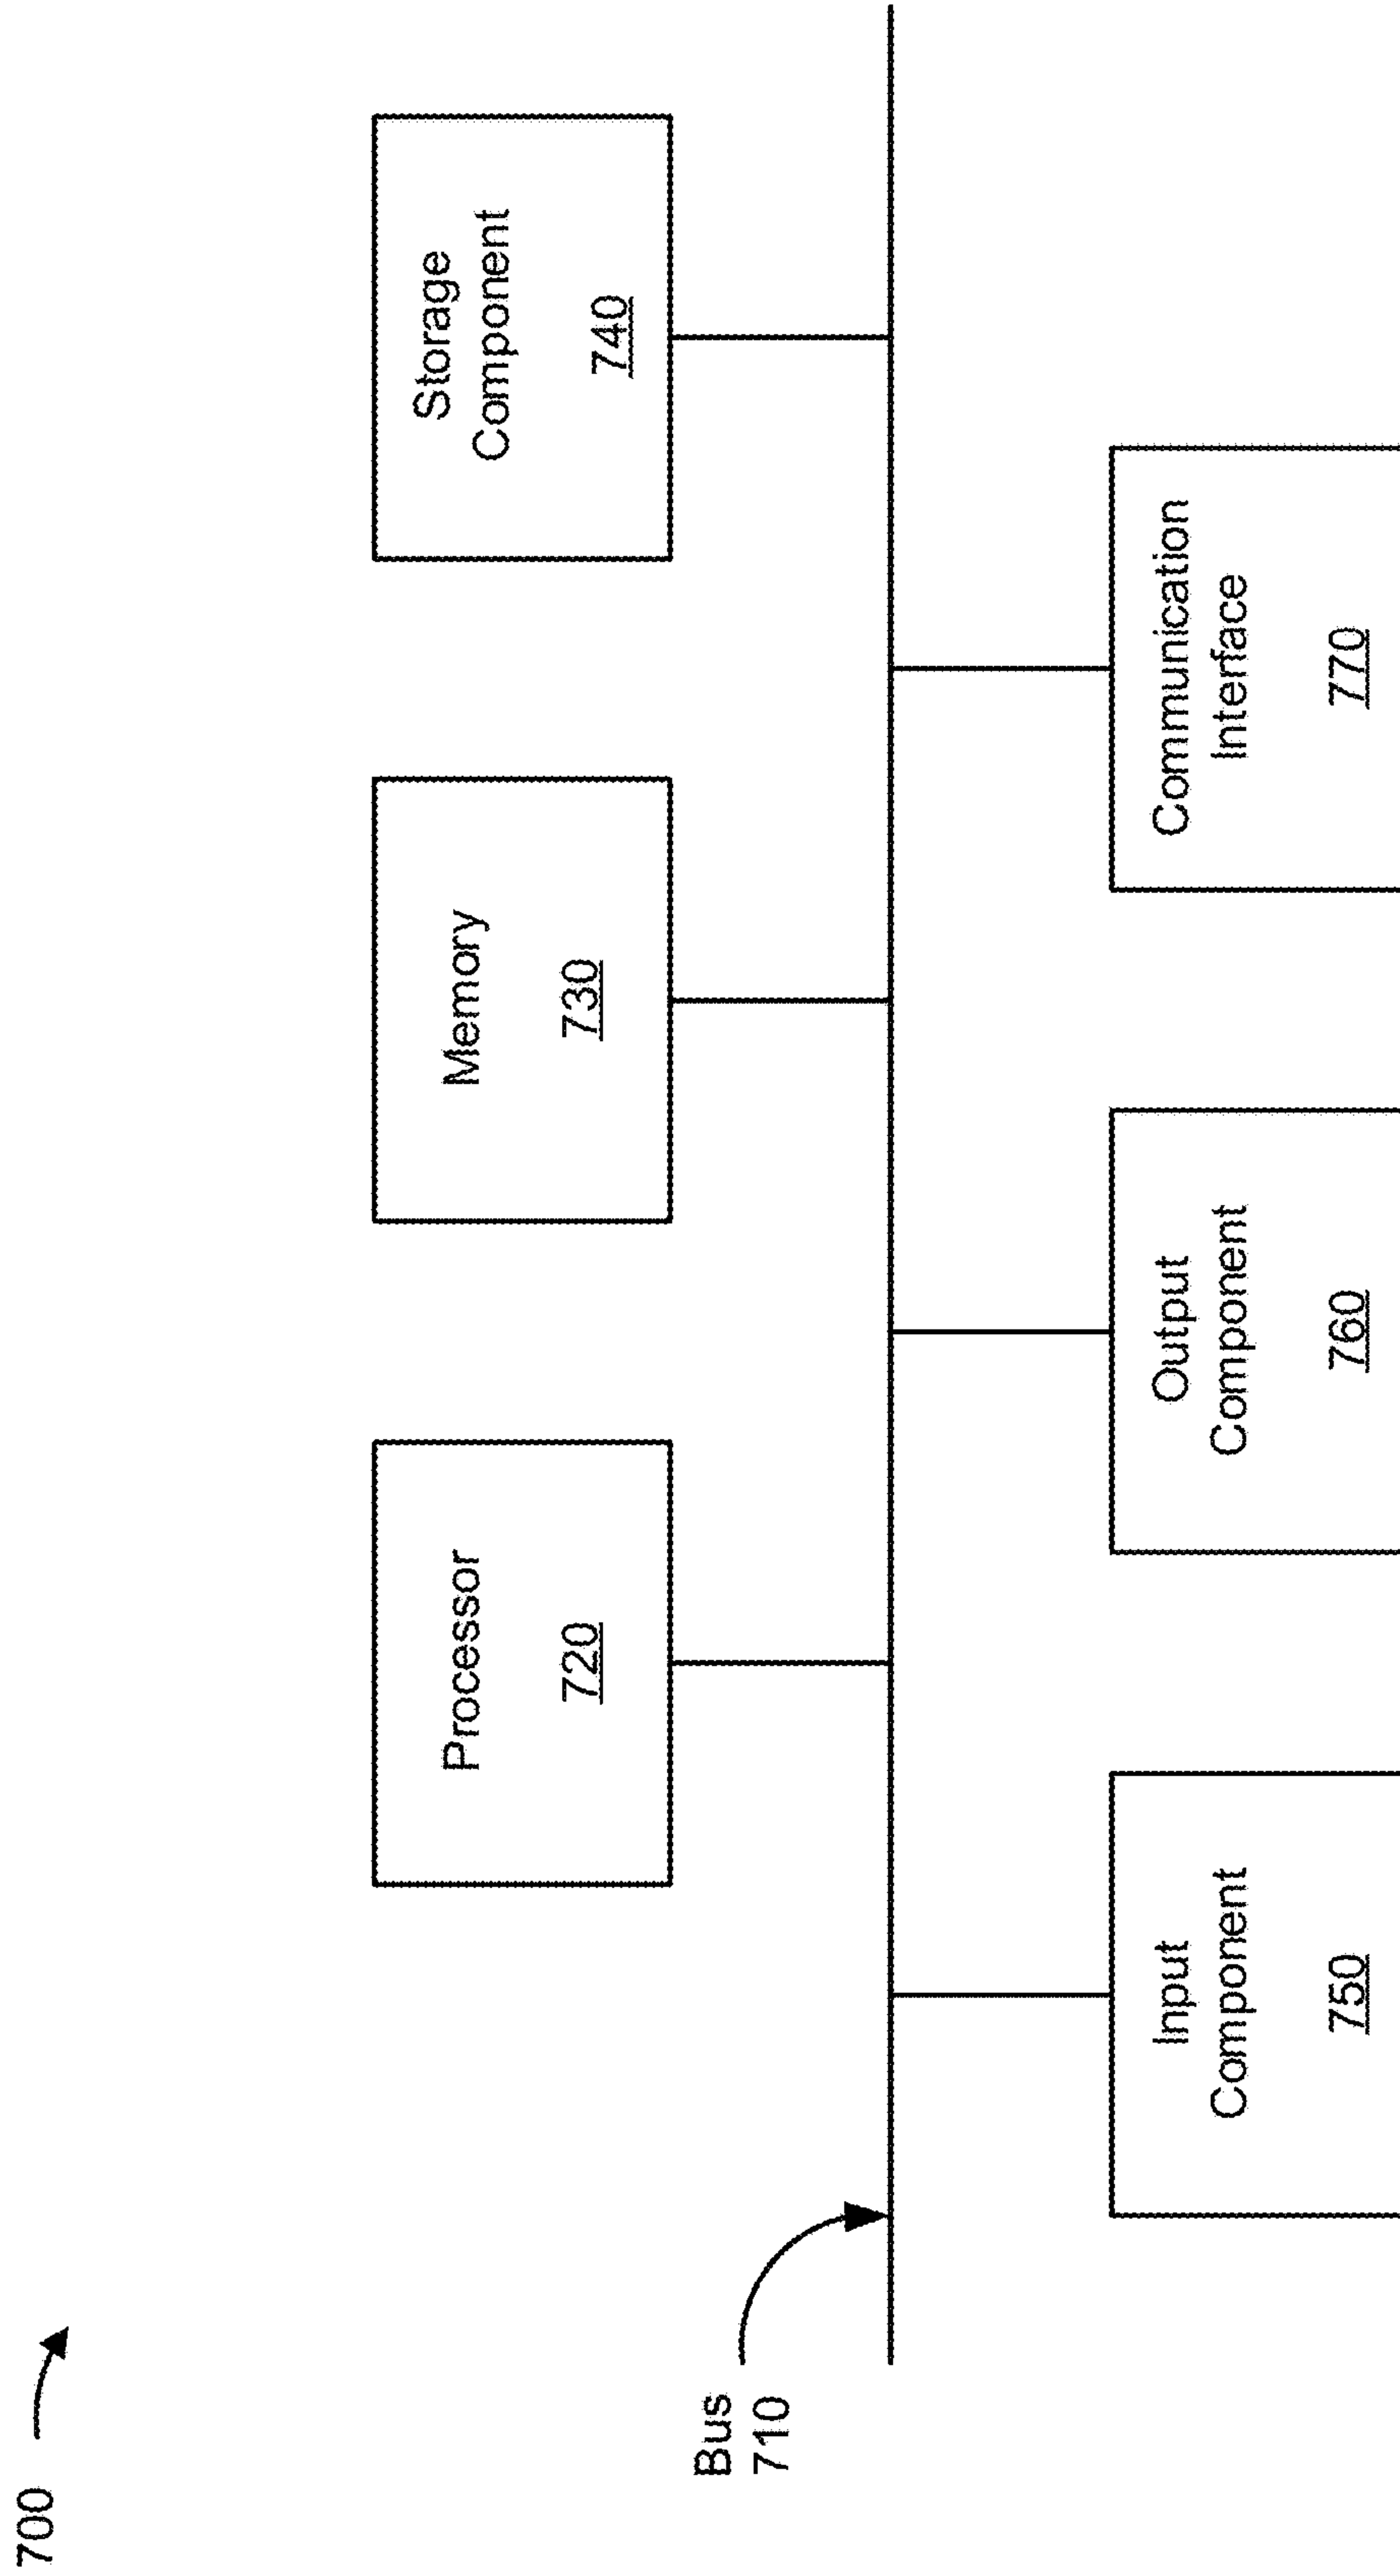 700
Bus
710
Processor
720
Memory
730
Storage
Component
740
Input
Component
750
Output
Component
760
Communication
Interface
770